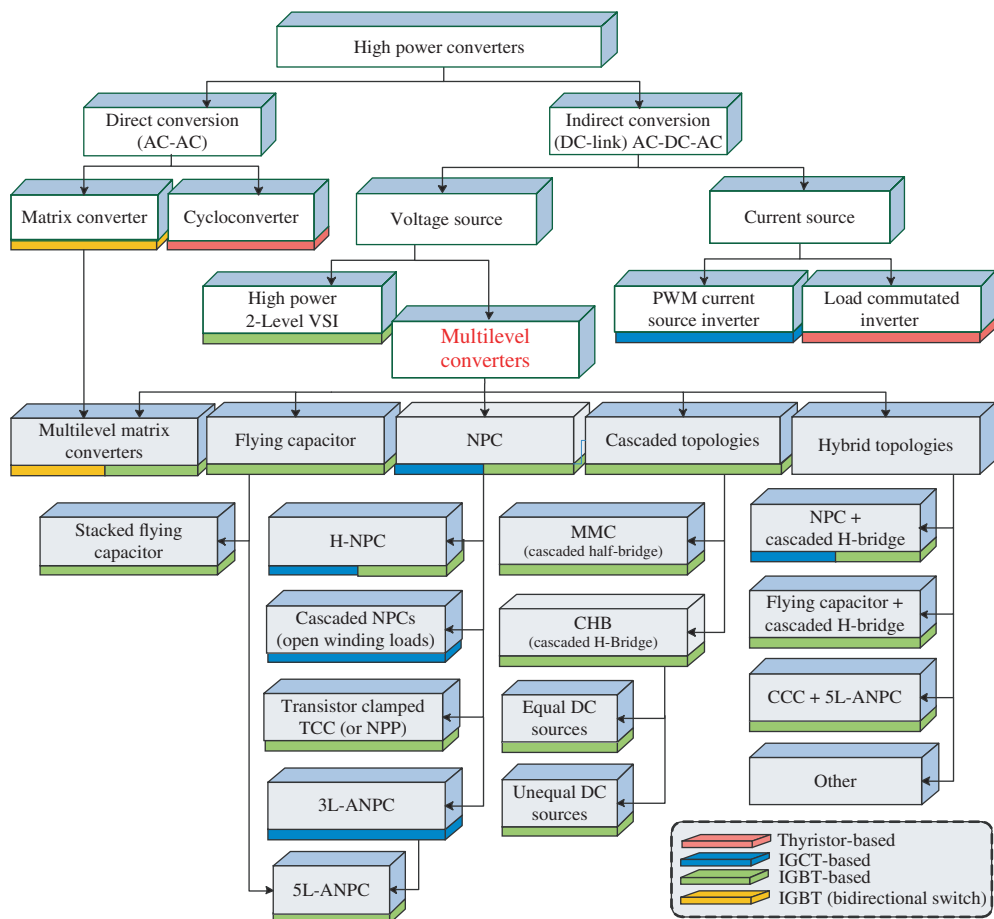 High power converters
Direct conversion
(AC-AC)
Indirect conversion
(DC-link) AC-DC-AC
Matrix converter
Cycloconverter
Voltage source
Current source
High power
2-Level VSI
PWM current
source inverter
Load commutated
inverter
Multilevel
converters
Multilevel matrix
converters
Flying capacitor
NPC
Cascaded topologies
Hybrid topologies
Stacked flying
capacitor
H-NPC
MMC
(cascaded half-bridge)
NPC +
cascaded H-bridge
Cascaded NPCs
(open winding loads)
CHB
(cascaded H-Bridge)
Flying capacitor +
cascaded H-bridge
Transistor clamped
TCC (or NPP)
Equal DC
sources
CCC + 5L-ANPC
3L-ANPC
Unequal DC
sources
Other
5L-ANPC
Thyristor-based
IGCT-based
IGBT-based
IGBT (bidirectional switch)